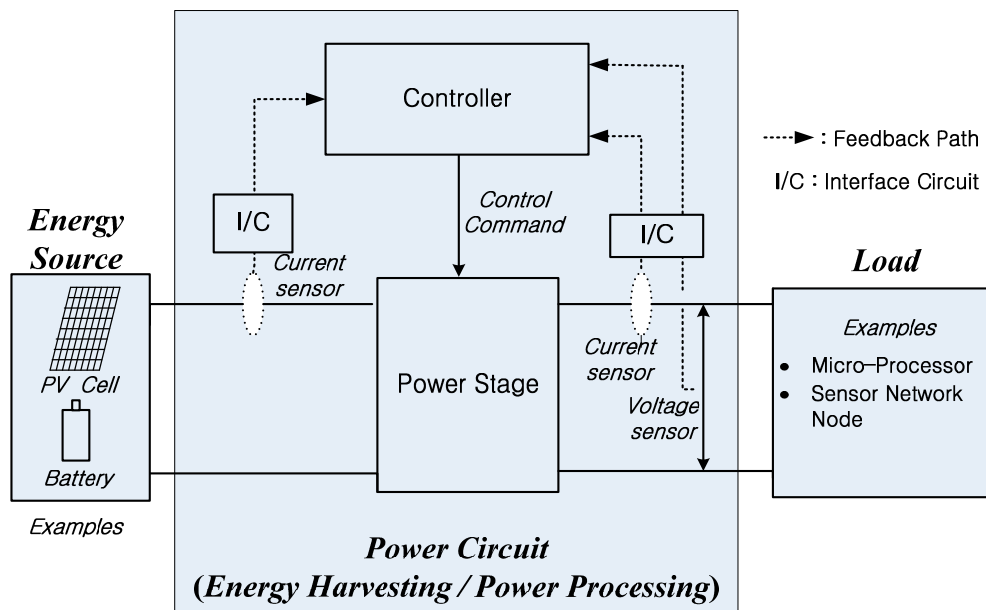 Controller
I/C
Control
Command
I/C
Current
sensor
Power Stage
Current
sensor
Voltage
sensor
Energy
Source
PV Cell
Battery
Examples
Load
Examples
• Micro-Processor
• Sensor Network
Node
: Feedback Path
I/C : Interface Circuit
Power Circuit
(Energy Harvesting / Power Processing)